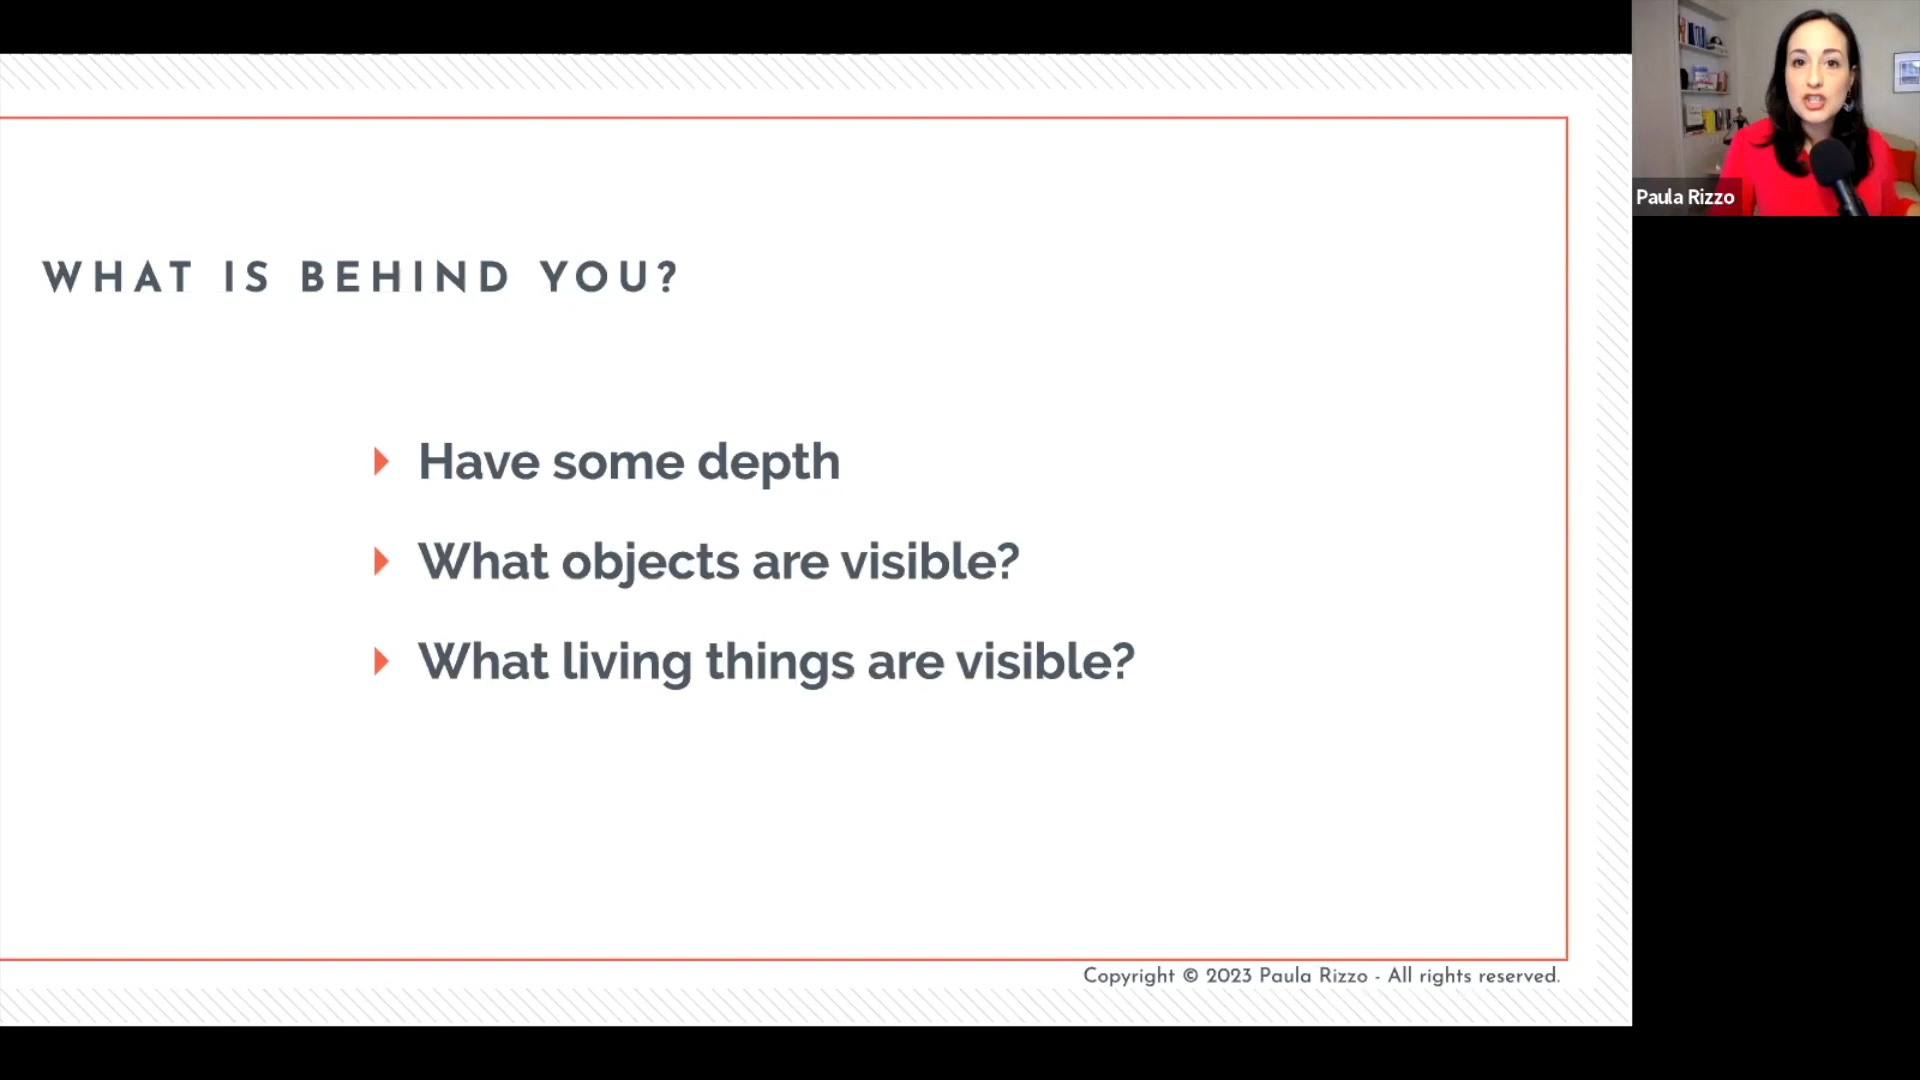 WHAT IS BEHIND YOU?
Have some depth
What objects are visible?
What living things are visible?
Copyright © 2023 Paula Rizzo - All rights reserved.
Paula Rizzo